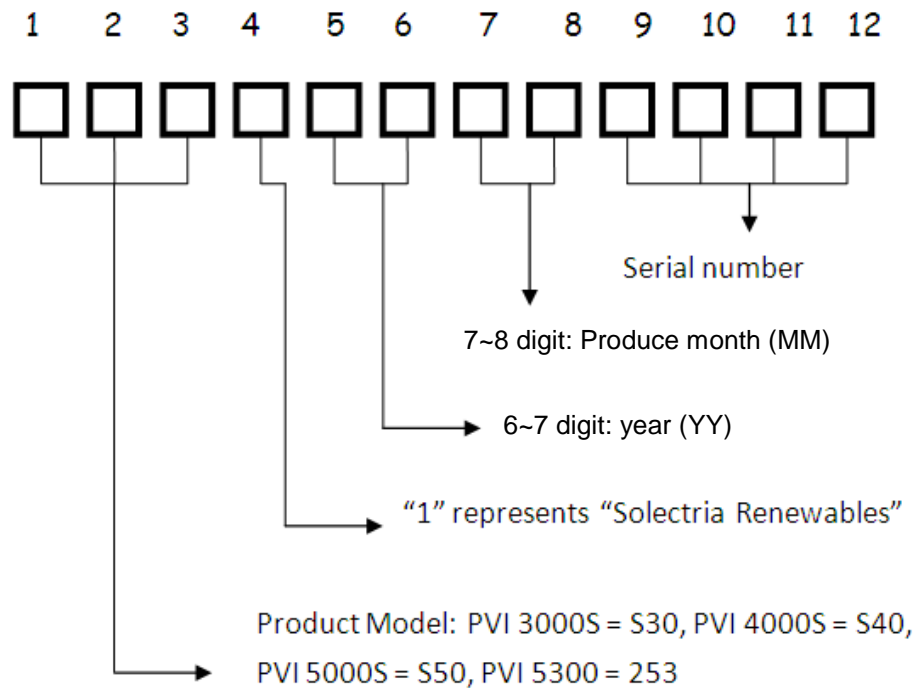 1 2 3 4 5 6 7 8 9 10 11 12
Serial number
7~8 digit: Produce month (MM)
6~7 digit: year (YY)
“1” represents “Solectria Renewables”
Product Model: PVI 3000S = S30, PVI 4000S = S40,
PVI 5000S = S50, PVI 5300 = 253